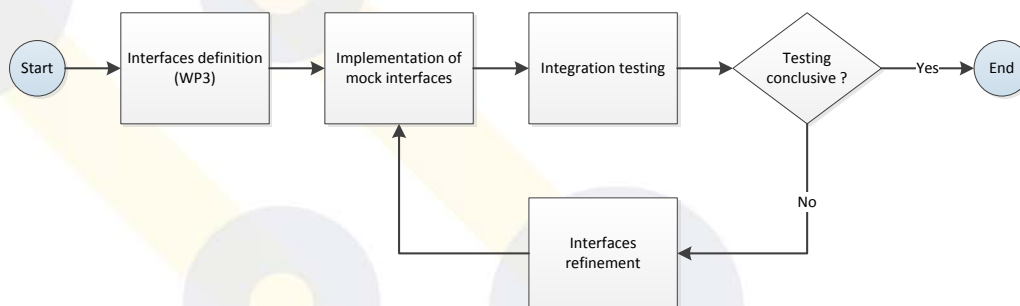 Start
Interfaces definition
(WP3)
Implementation of
mock interfaces
Integration testing
Testing
conclusive ?
Yes
End
No
Interfaces
refinement